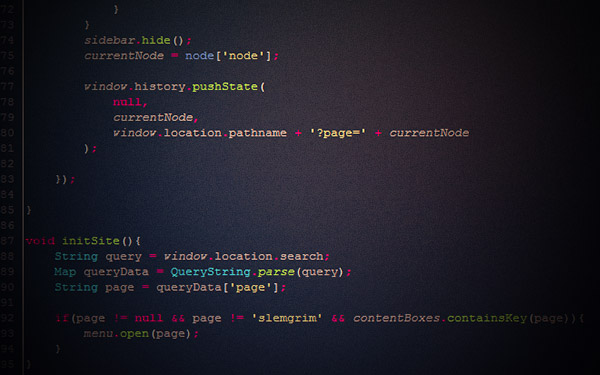 72 }
73 }
74 sidebar.hide();
75 currentNode = node['node'];
76
77 window.history.pushState(
78 null,
79 currentNode,
80 window.location.pathname + '?page=' + currentNode
81 );
82
83 });
84
85 }
86
87 void initSite(){
88 String query = window.location.search;
89 Map queryData = QueryString.parse(query);
90 String page = queryData['page'];
91
92 if(page != null && page != 'slemgrim' && contentBoxes.containsKey(page)){
93 menu.open(page);
94 }
95 }